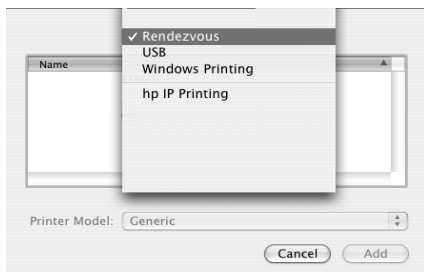 ✓ Rendezvous
USB
Windows Printing
hp IP Printing
Name
Printer Model: Generic
Cancel Add